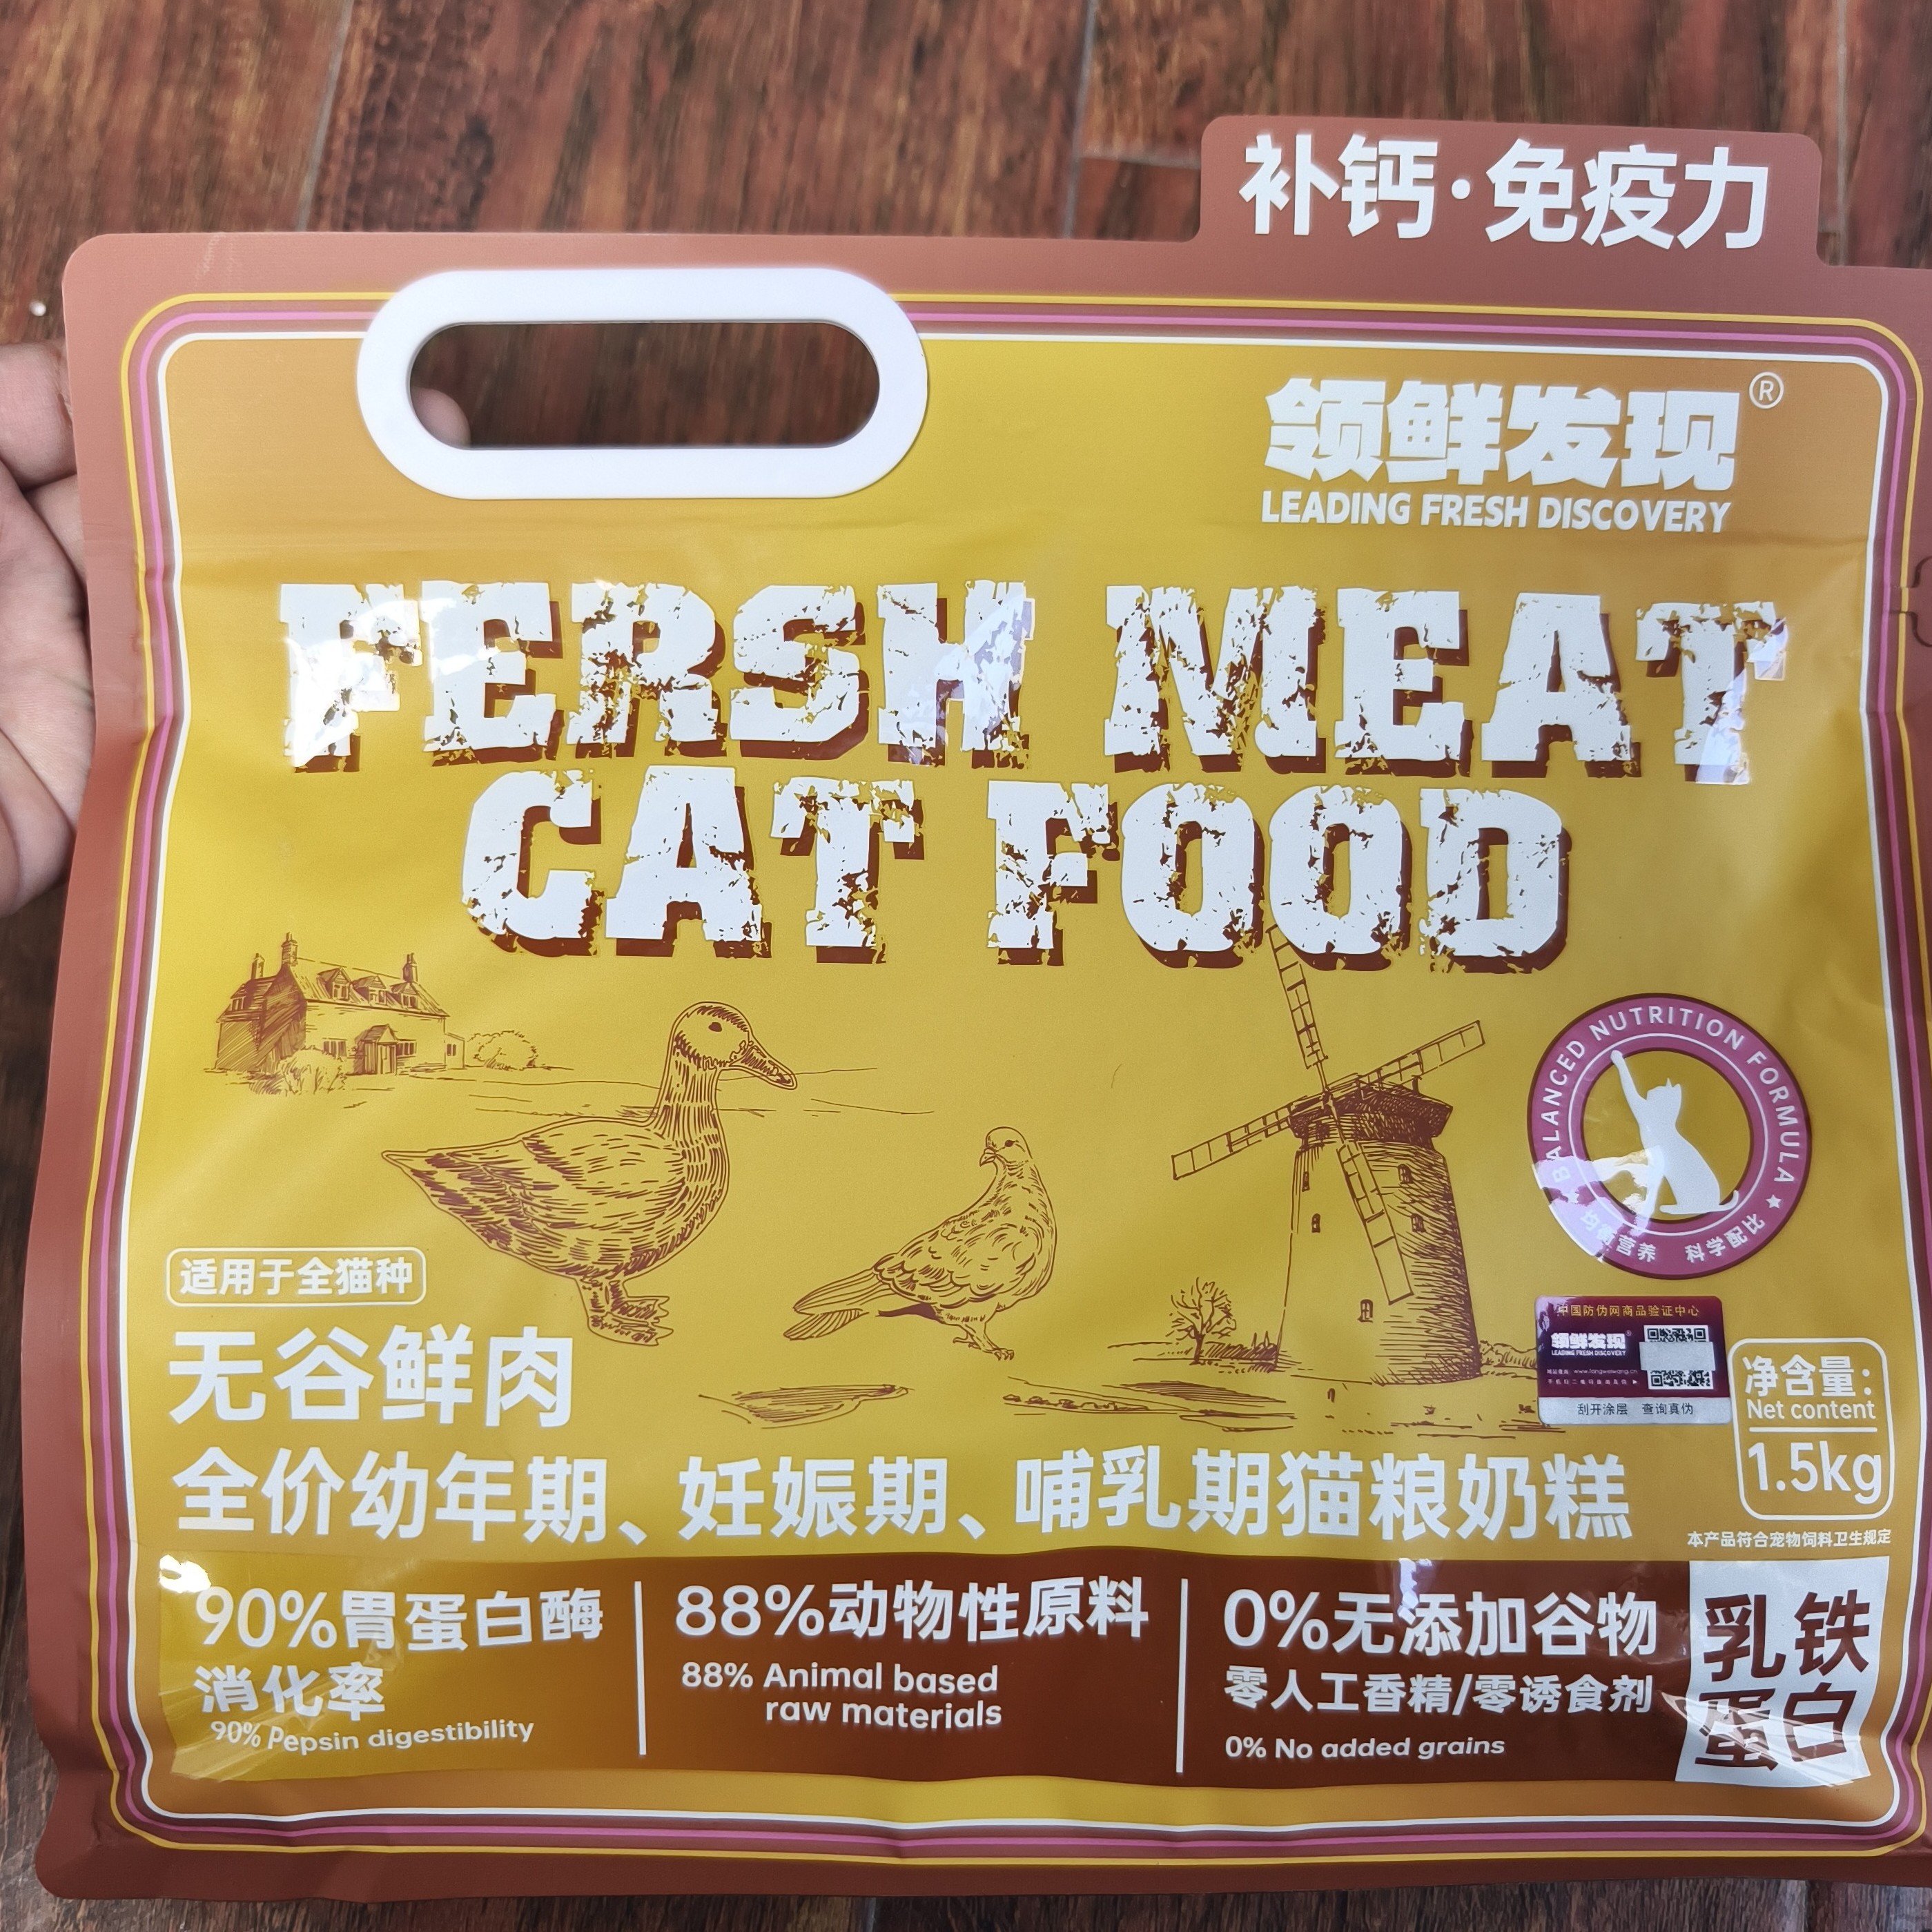 补钙·免疫力
领鲜发现®
LEADING FRESH DISCOVERY
FERSH MEAT
CAT FOOD
BALANCED NUTRITION FORMULA ★
营养 科学配比
适用于全猫种
无谷鲜肉
全价幼年期、妊娠期、哺乳期猫粮奶糕
中国防伪网商品验证中心
领鲜发现®
LEADING FRESH DISCOVERY
刮开涂层 查询真伪
净含量:
Net content
1.5kg
本产品符合宠物饲料卫生规定
90%胃蛋白酶
消化率
90% Pepsin digestibility
88%动物性原料
88% Animal based
raw materials
0%无添加谷物
零人工香精/零诱食剂
0% No added grains
乳铁
蛋白